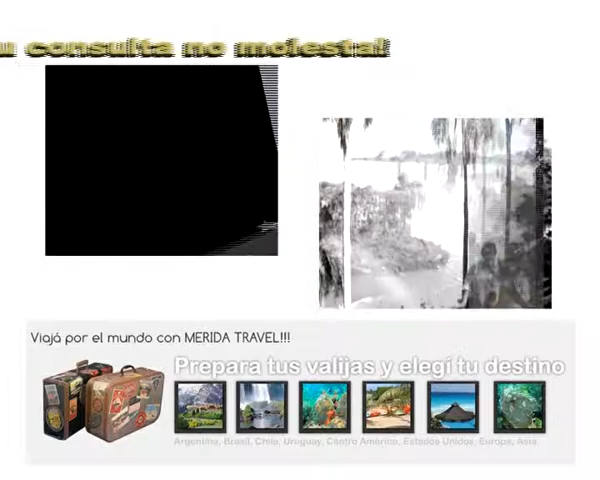 u consulta no molesta!
Viajá por el mundo con MERIDA TRAVEL!!!
Prepara tus valijas y elegí tu destino
Argentina, Brasil, Chile, Uruguay, Centro América, Estados Unidos, Europa, Asia